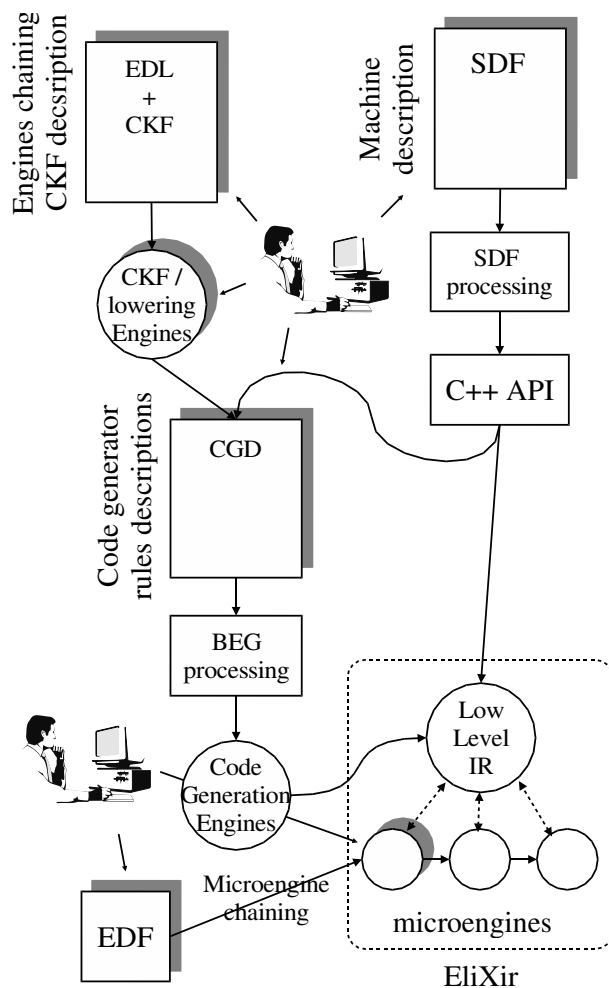 Engines chaining
CKF decsription
EDL
+
CKF
Machine
description
SDF
CKF /
lowering
Engines
SDF
processing
C++ API
Code generator
rules descriptions
CGD
BEG
processing
Low
Level
IR
Code
Generation
Engines
Microengine
chaining
EDF
microengines
EliXir